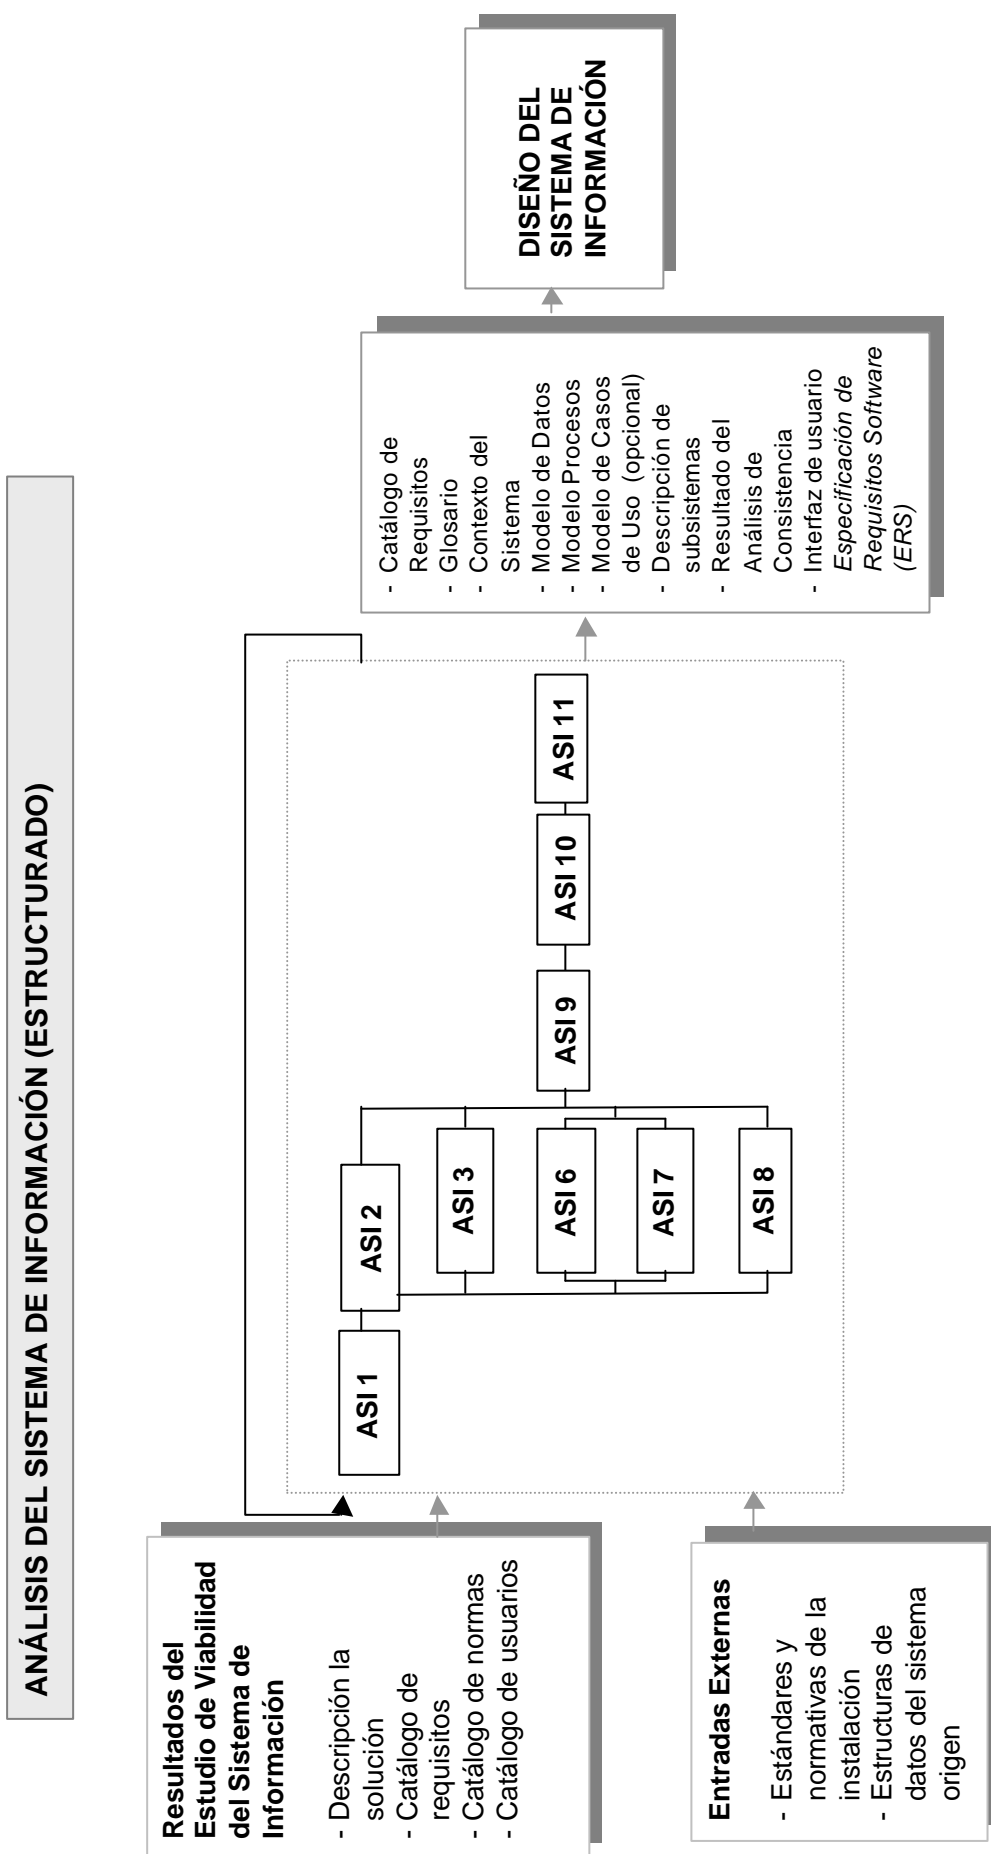 ANÁLISIS DEL SISTEMA DE INFORMACIÓN (ESTRUCTURADO)
Resultados del
Estudio de Viabilidad
del Sistema de
Información
- Descripción la
solución
- Catálogo de
requisitos
- Catálogo de normas
- Catálogo de usuarios
Entradas Externas
- Estándares y
normativas de la
instalación
- Estructuras de
datos del sistema
origen
ASI 1
ASI 2
ASI 3
ASI 6
ASI 7
ASI 8
ASI 9
ASI 10
ASI 11
- Catálogo de
Requisitos
- Glosario
- Contexto del
Sistema
- Modelo de Datos
- Modelo Procesos
- Modelo de Casos
de Uso (opcional)
- Descripción de
subsistemas
- Resultado del
Análisis de
Consistencia
- Interfaz de usuario
Especificación de
Requisitos Software
(ERS)
DISEÑO DEL
SISTEMA DE
INFORMACIÓN